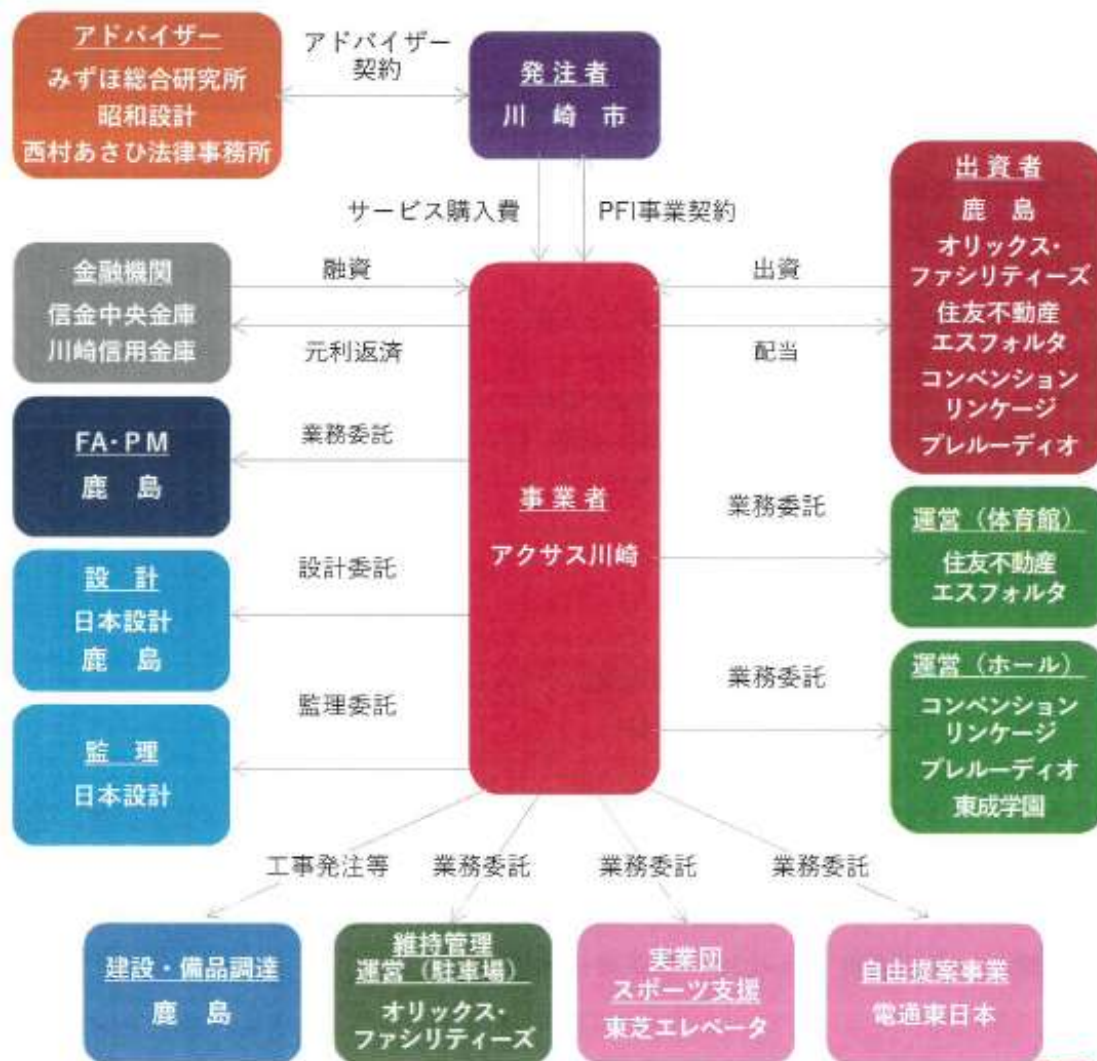 アドバイザー
みずほ総合研究所
昭和設計
西村あさひ法律事務所
アドバイザー
契約
発注者
川崎市
サービス購入費
PFI事業契約
出資者
鹿島
オリックス・
ファシリティーズ
住友不動産
エスフォルタ
コンベンション
リンケージ
プレルーディオ
金融機関
信金中央金庫
川崎信用金庫
融資
元利返済
出資
配当
FA・PM
鹿島
業務委託
事業者
アクサス川崎
業務委託
運営（体育館）
住友不動産
エスフォルタ
設計
日本設計
鹿島
設計委託
業務委託
運営（ホール）
コンベンション
リンケージ
プレルーディオ
東成学園
監理委託
監理
日本設計
工事発注等
業務委託
業務委託
業務委託
建設・備品調達
鹿島
維持管理
運営（駐車場）
オリックス・
ファシリティーズ
実業団
スポーツ支援
東芝エレベータ
自由提案事業
電通東日本